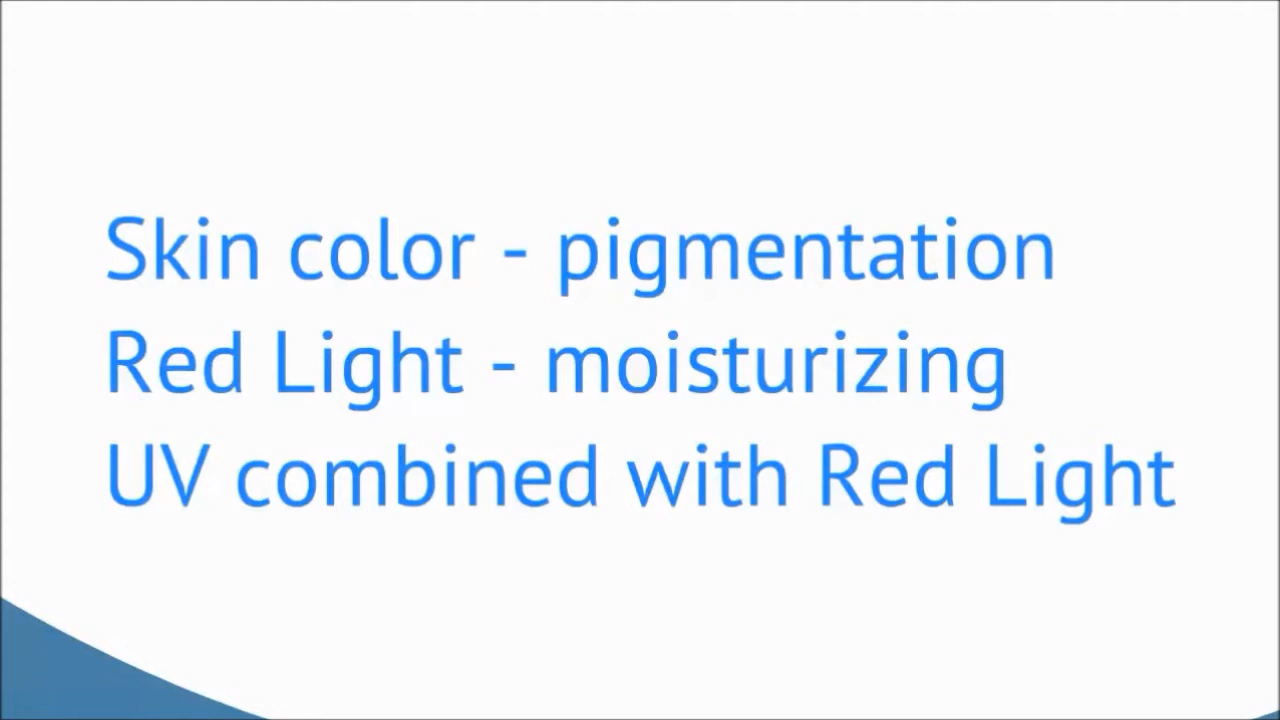 Skin color - pigmentation
Red Light - moisturizing
UV combined with Red Light